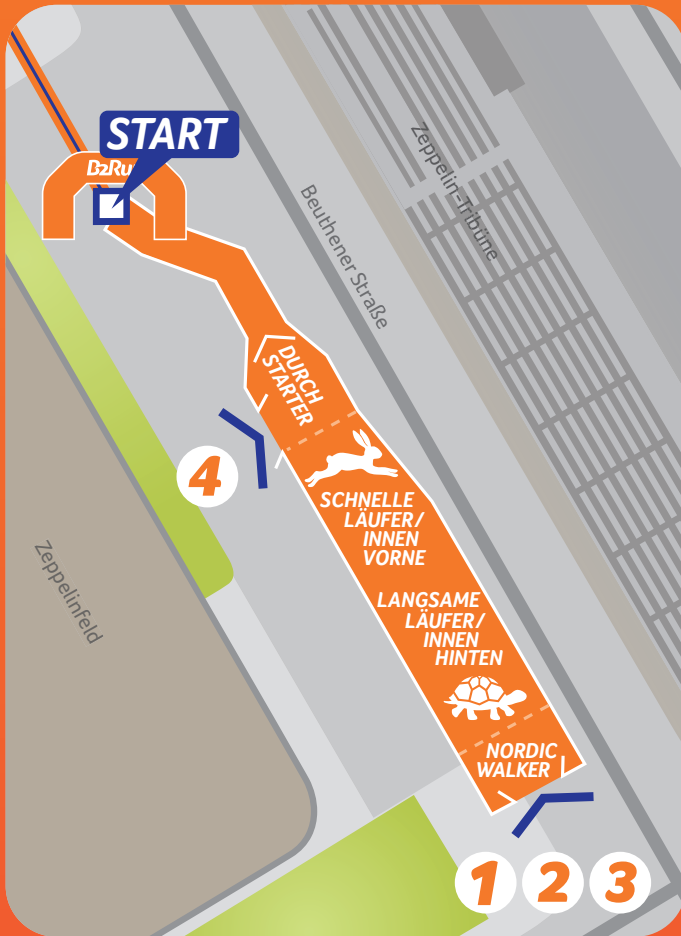 START
B2Ru
Zeppelin-Tribüne
Beuthener Straße
DURCH
STARTER
4
SCHNELLE
LÄUFER/
INNEN
VORNE
Zeppelinfeld
LANGSAME
LÄUFER/
INNEN
HINTEN
NORDIC
WALKER
1 2 3